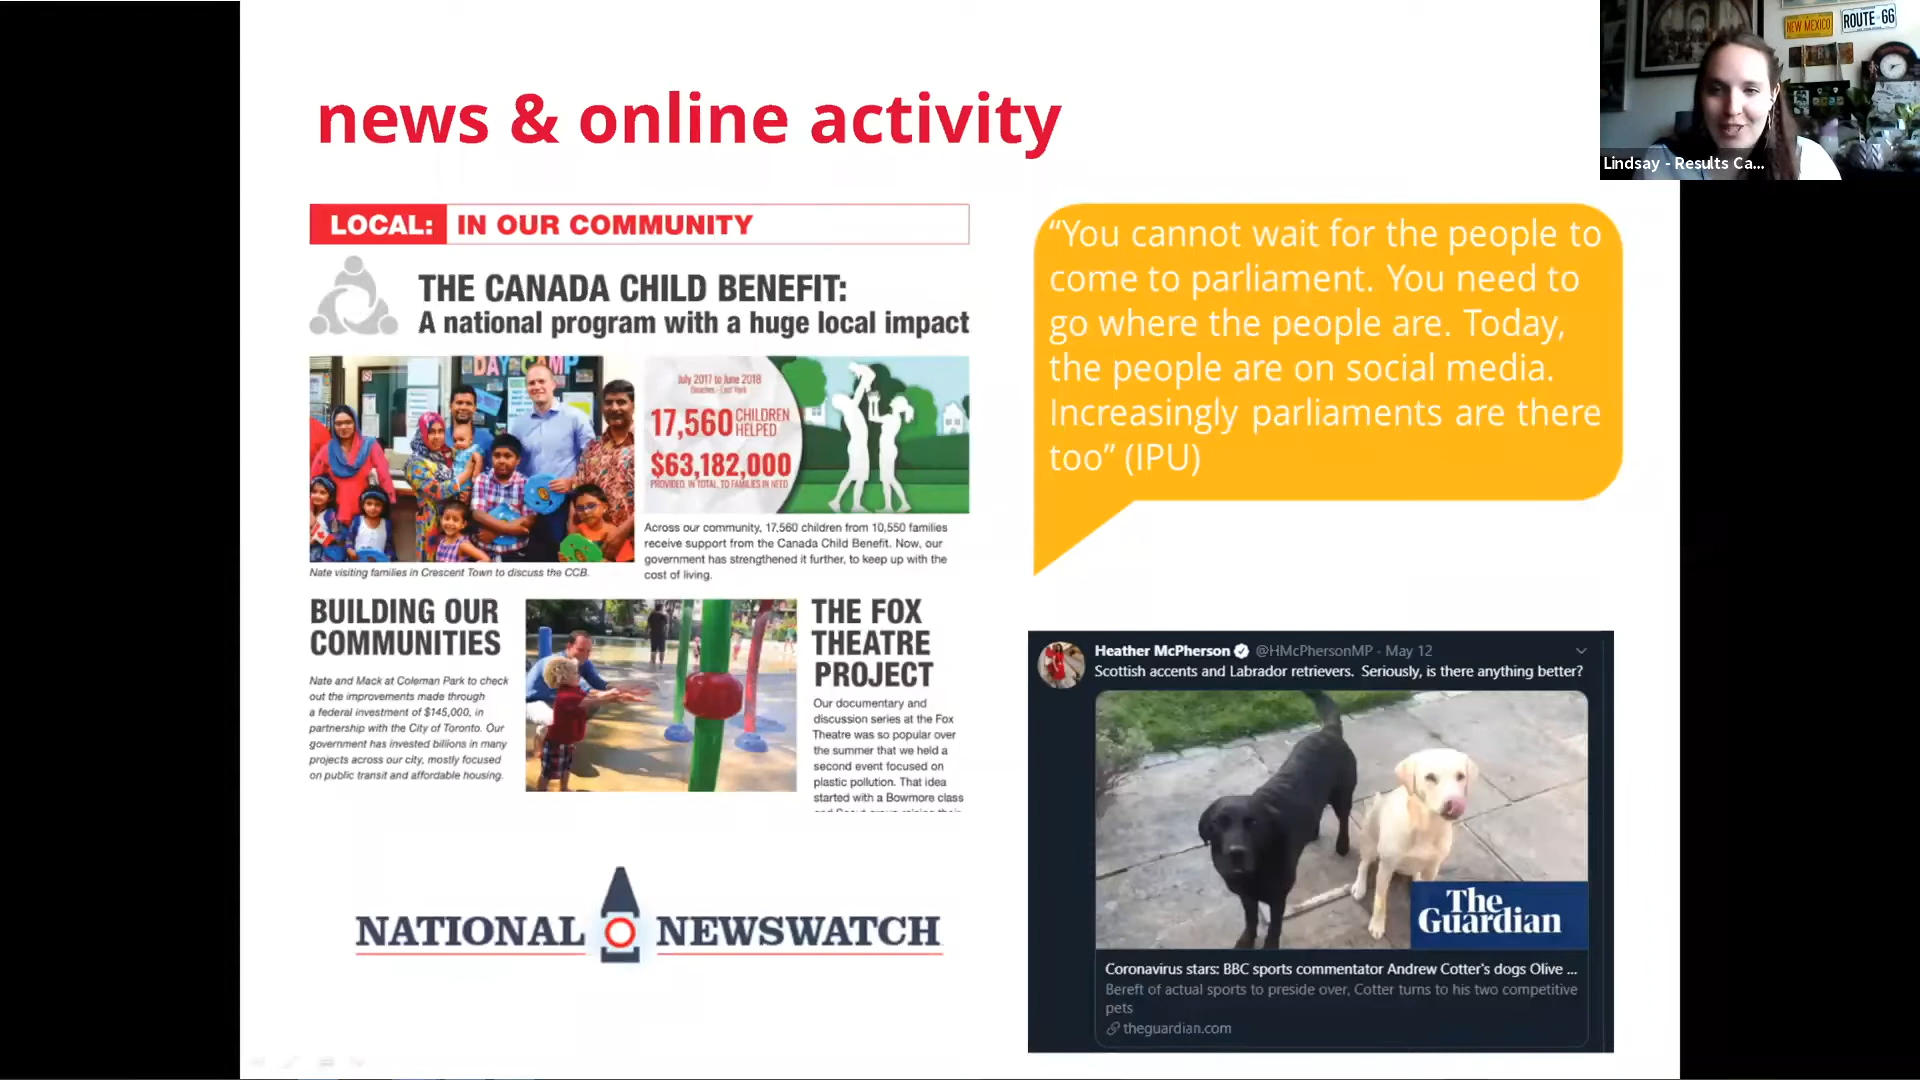 news & online activity
NEW MEXICO
ROUTE 66
Lindsay - Results Ca...
LOCAL: IN OUR COMMUNITY
THE CANADA CHILD BENEFIT:
A national program with a huge local impact
DAY CAMP
July 2017 to June 2018
Beaches - East York
17,560 CHILDREN
HELPED
$63,182,000
PROVIDED, IN TOTAL, TO FAMILIES IN NEED
Nate visiting families in Crescent Town to discuss the CCB.
Across our community, 17,560 children from 10,550 families
receive support from the Canada Child Benefit. Now, our
government has strengthened it further, to keep up with the
cost of living.
BUILDING OUR
COMMUNITIES
Nate and Mack at Coleman Park to check
out the improvements made through
a federal investment of $145,000, in
partnership with the City of Toronto. Our
government has invested billions in many
projects across our city, mostly focused
on public transit and affordable housing.
THE FOX
THEATRE
PROJECT
Our documentary and
discussion series at the Fox
Theatre was so popular over
the summer that we held a
second event focused on
plastic pollution. That idea
started with a Bowmore class
NATIONAL NEWSWATCH
“You cannot wait for the people to
come to parliament. You need to
go where the people are. Today,
the people are on social media.
Increasingly parliaments are there
too” (IPU)
Heather McPherson @HMcPhersonMP · May 12
Scottish accents and Labrador retrievers. Seriously, is there anything better?
The
Guardian
Coronavirus stars: BBC sports commentator Andrew Cotter's dogs Olive ...
Bereft of actual sports to preside over, Cotter turns to his two competitive
pets
theguardian.com